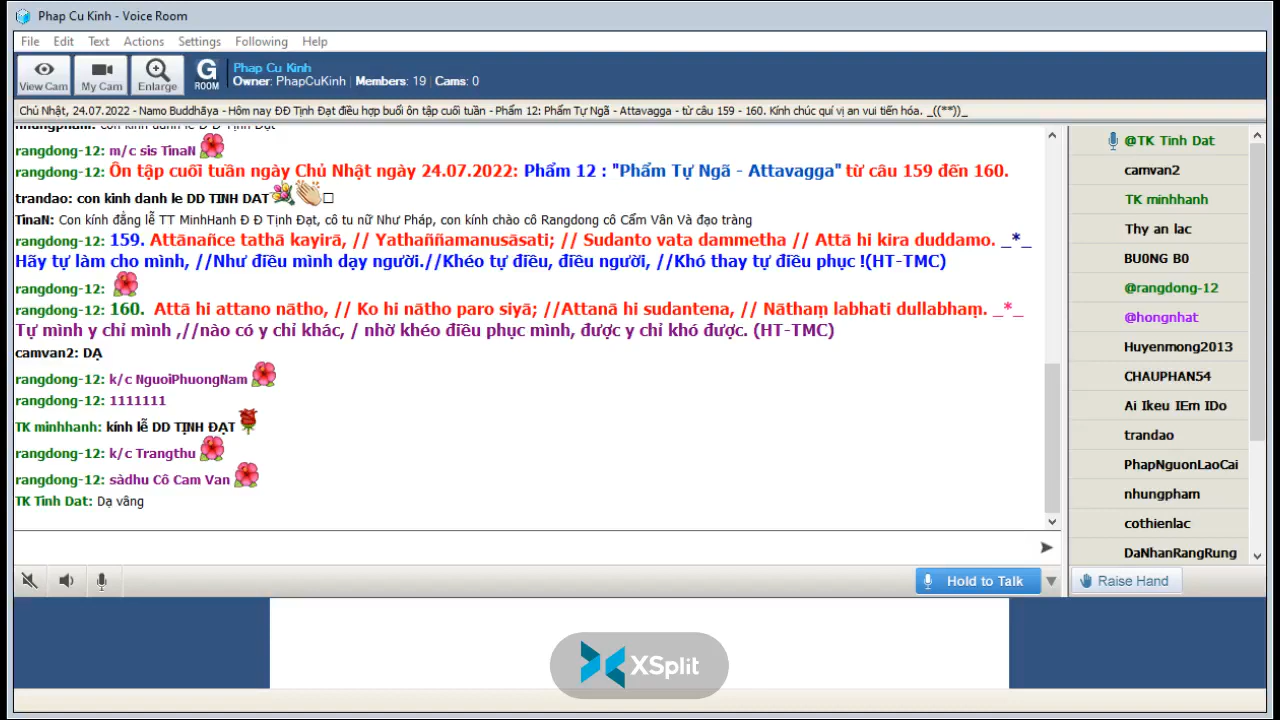 Phap Cu Kinh - Voice Room
File Edit Text Actions Settings Following Help
View Cam My Cam Enlarge G ROOM
Phap Cu Kinh
Owner: PhapCuKinh | Members: 19 | Cams: 0
Chủ Nhật, 24.07.2022 - Namo Buddhāya - Hôm nay ĐĐ Tịnh Đạt điều hợp buổi ôn tập cuối tuần - Phẩm 12: Phẩm Tự Ngã - Attavagga - từ câu 159 - 160. Kính chúc quí vị an vui tiến hóa. _((**))_
nhungpham: con kinh danh le Đ Đ Tịnh Đạt
rangdong-12: m/c sis TinaN
rangdong-12: Ôn tập cuối tuần ngày Chủ Nhật ngày 24.07.2022: Phẩm 12 : "Phẩm Tự Ngã - Attavagga" từ câu 159 đến 160.
trandao: con kinh danh le DD TINH DAT
TinaN: Con kính đảng lễ TT MinhHanh Đ Đ Tịnh Đạt, cô tu nữ Như Pháp, con kính chào cô Rangdong cô Cẩm Vân Và đạo tràng
rangdong-12: 159. Attānañce tathā kayirā, // Yathaññamanusāsati; // Sudanto vata dammetha // Attā hi kira duddamo. _*_
Hãy tự làm cho mình, //Như điều mình dạy người.//Khéo tự điều, điều người, //Khó thay tự điều phục !(HT-TMC)
rangdong-12:
rangdong-12: 160. Attā hi attano nātho, // Ko hi nātho paro siyā; //Attanā hi sudantena, // Nāthaṃ labhati dullabhaṃ. _*_
Tự mình y chỉ mình ,//nào có y chỉ khác, / nhờ khéo điều phục mình, được y chỉ khó được. (HT-TMC)
camvan2: DẠ
rangdong-12: k/c NguoiPhuongNam
rangdong-12: 1111111
TK minhhanh: kính lễ DD TỊNH ĐẠT
rangdong-12: k/c Trangthu
rangdong-12: sàdhu Cô Cam Van
TK Tinh Dat: Dạ vâng
@TK Tinh Dat
camvan2
TK minhhanh
Thy an lac
BU0NG B0
@rangdong-12
@hongnhat
Huyenmong2013
CHAUPHAN54
Ai Ikeu IEm IDo
trandao
PhapNguonLaoCai
nhungpham
cothienlac
DaNhanRangRung
Hold to Talk
Raise Hand
XSplit